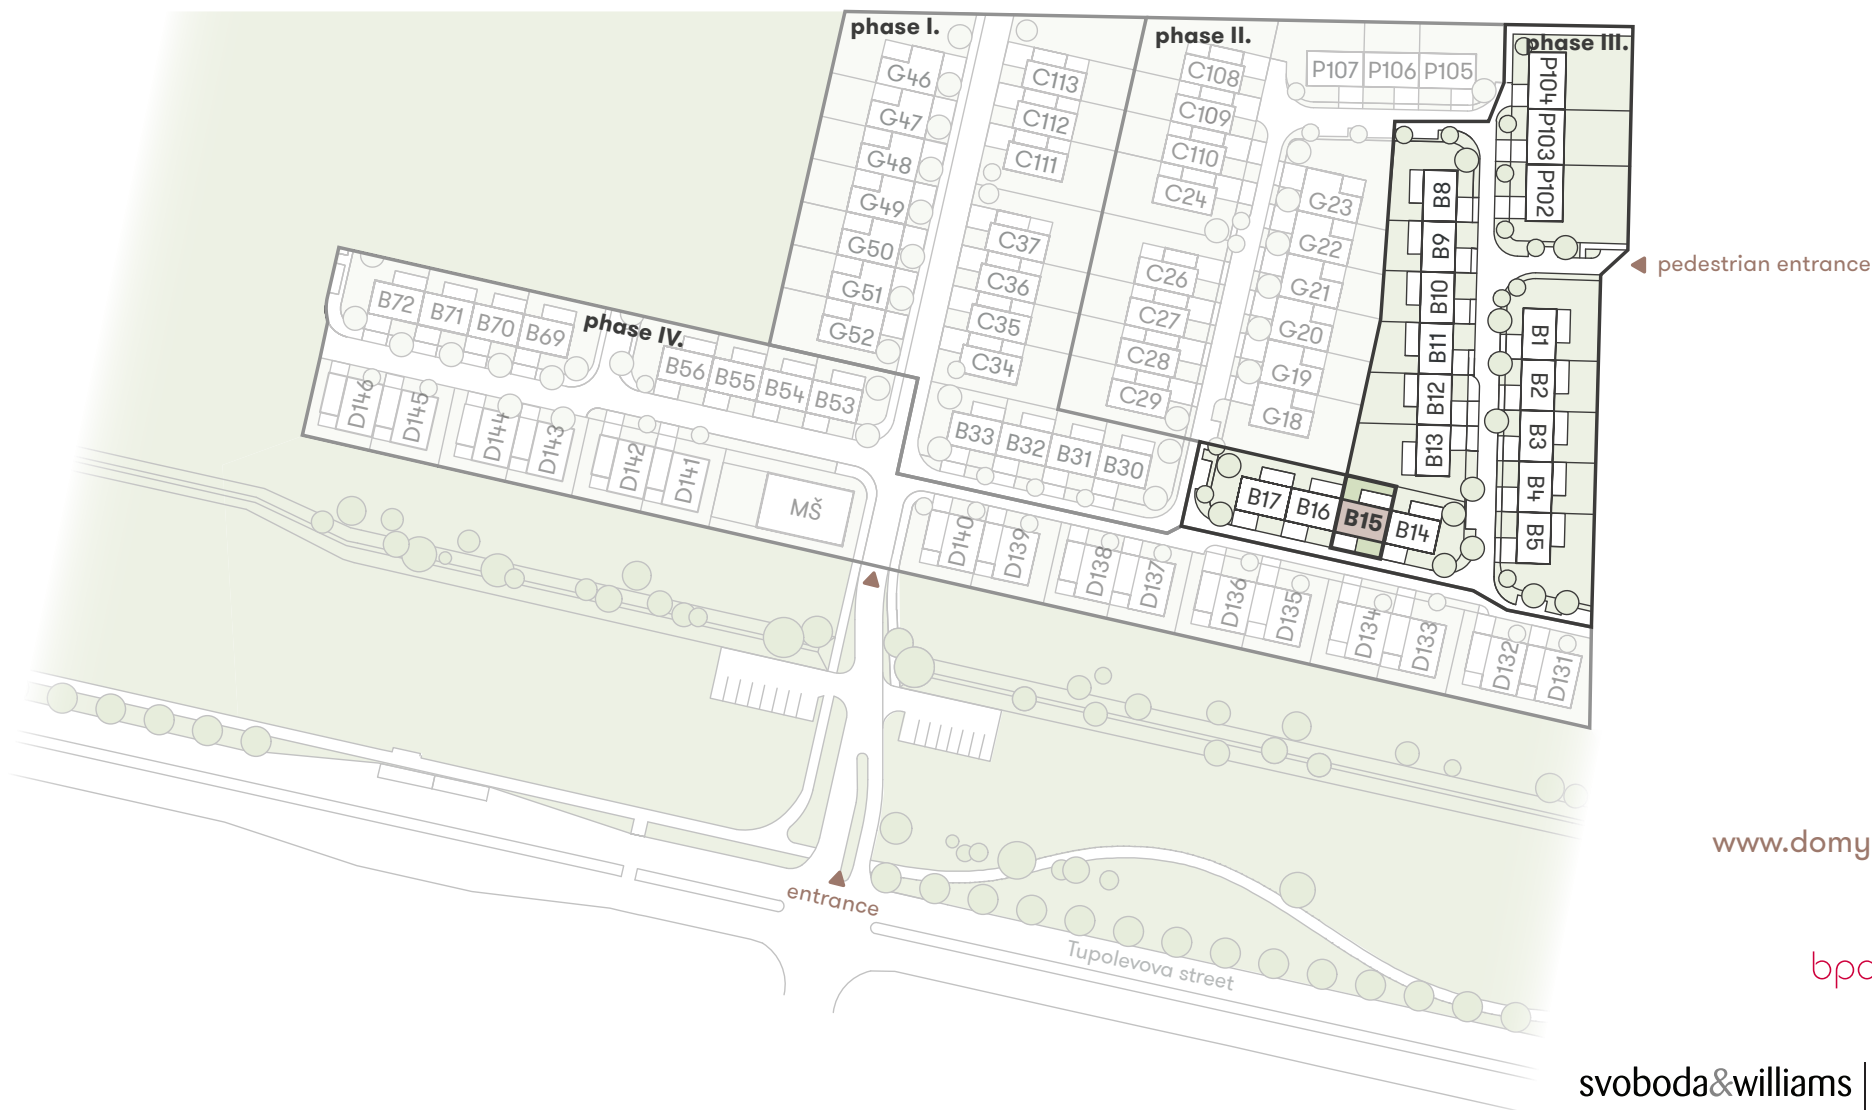 phase I.
phase II.
phase III.
G46
G47
G48
G49
G50
G51
G52
C113
C112
C111
C37
C36
C35
C34
C108
C109
C110
C24
C26
C27
C28
C29
P107 P106 P105
G23
G22
G21
G20
G19
G18
P104
P103
P102
B8
B9
B10
B11
B12
B13
pedestrian entrance
B1
B2
B3
B4
B5
B72 B71 B70 B69
phase IV.
B56 B55 B54 B53
B33 B32 B31 B30
B17 B16 B15 B14
D146 D145 D144 D143 D142 D141
MŠ
D140 D139 D138 D137 D136 D135 D134 D133 D132 D131
entrance
Tupolevova street
www.domy
svoboda&williams